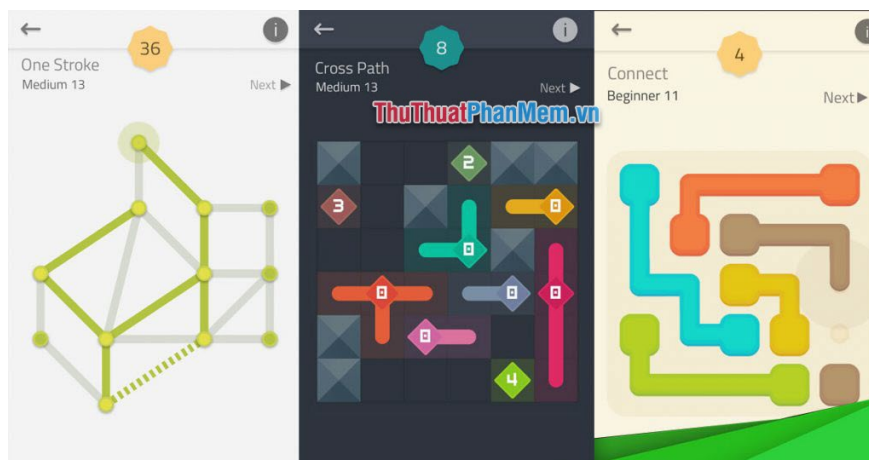 36
i
One Stroke
Medium 13
Next
8
i
Cross Path
Medium 13
Next
ThuThuatPhanMem.vn
2
3
0
0
0
0
0
0
4
4
i
Connect
Beginner 11
Next